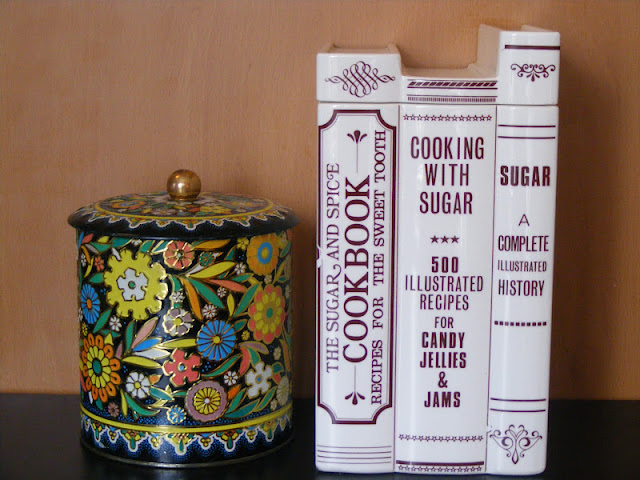 THE SUGAR AND SPICE
COOKBOOK
RECIPES FOR THE SWEET TOOTH
COOKING
WITH
SUGAR
★★★
500
ILLUSTRATED
RECIPES
FOR
CANDY
JELLIES
&
JAMS
SUGAR
A
COMPLETE
ILLUSTRATED
HISTORY